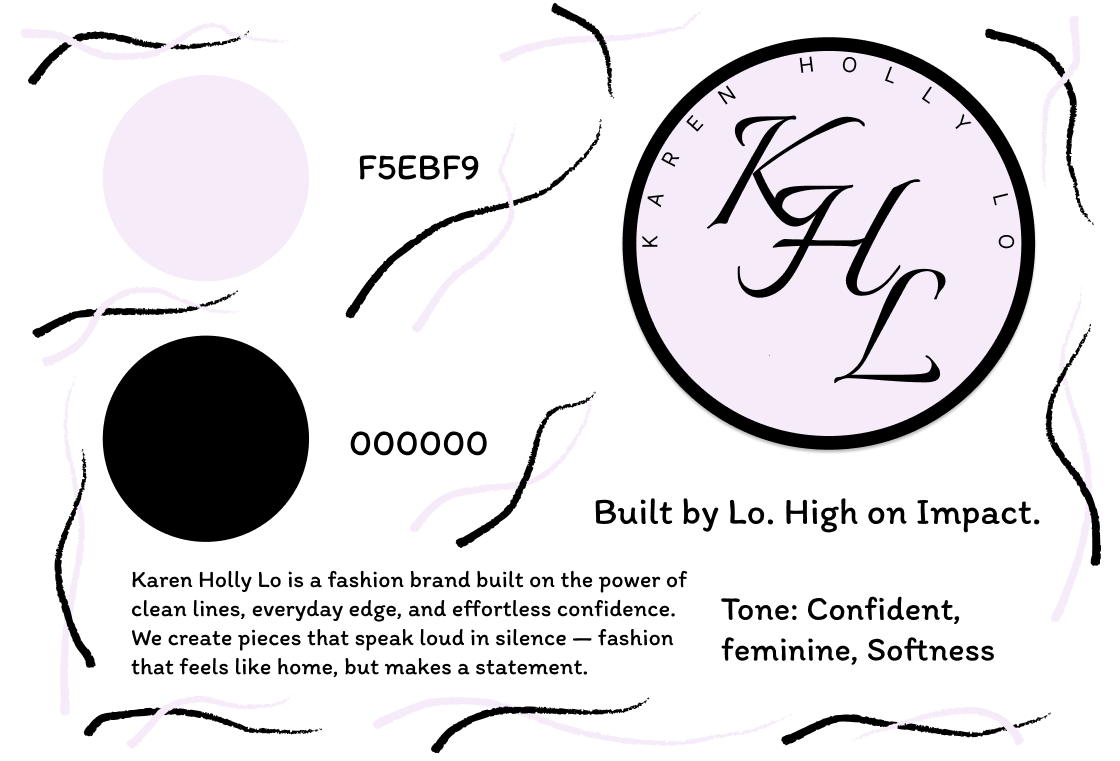 KAREN HOLLY LO
KHL
F5EBF9
000000
Built by Lo. High on Impact.
Karen Holly Lo is a fashion brand built on the power of
clean lines, everyday edge, and effortless confidence.
We create pieces that speak loud in silence — fashion
that feels like home, but makes a statement.
Tone: Confident,
feminine, Softness